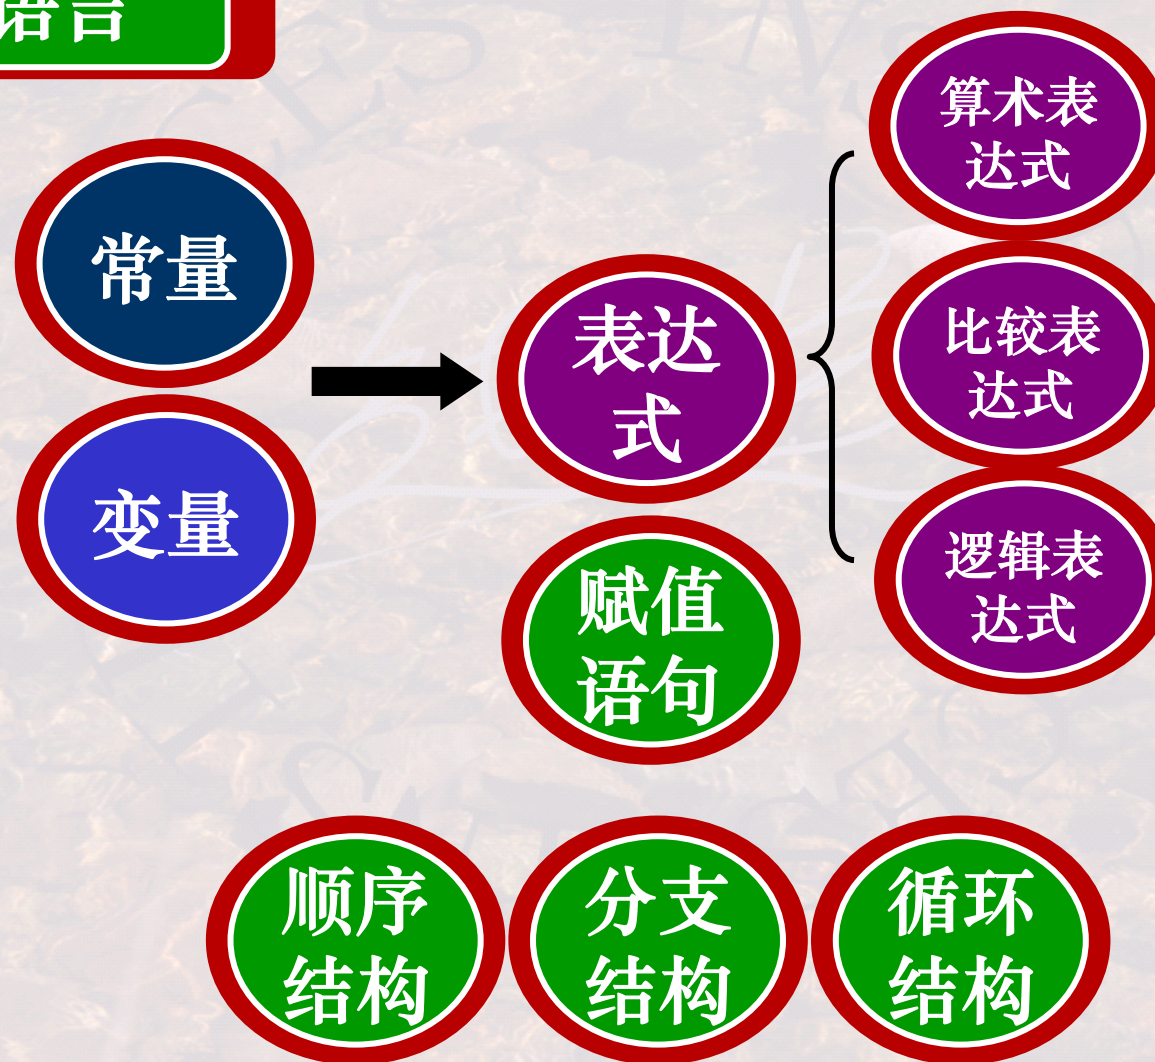 语言
算术表
达式
常量
表达
式
比较表
达式
变量
逻辑表
达式
赋值
语句
顺序
结构
分支
结构
循环
结构